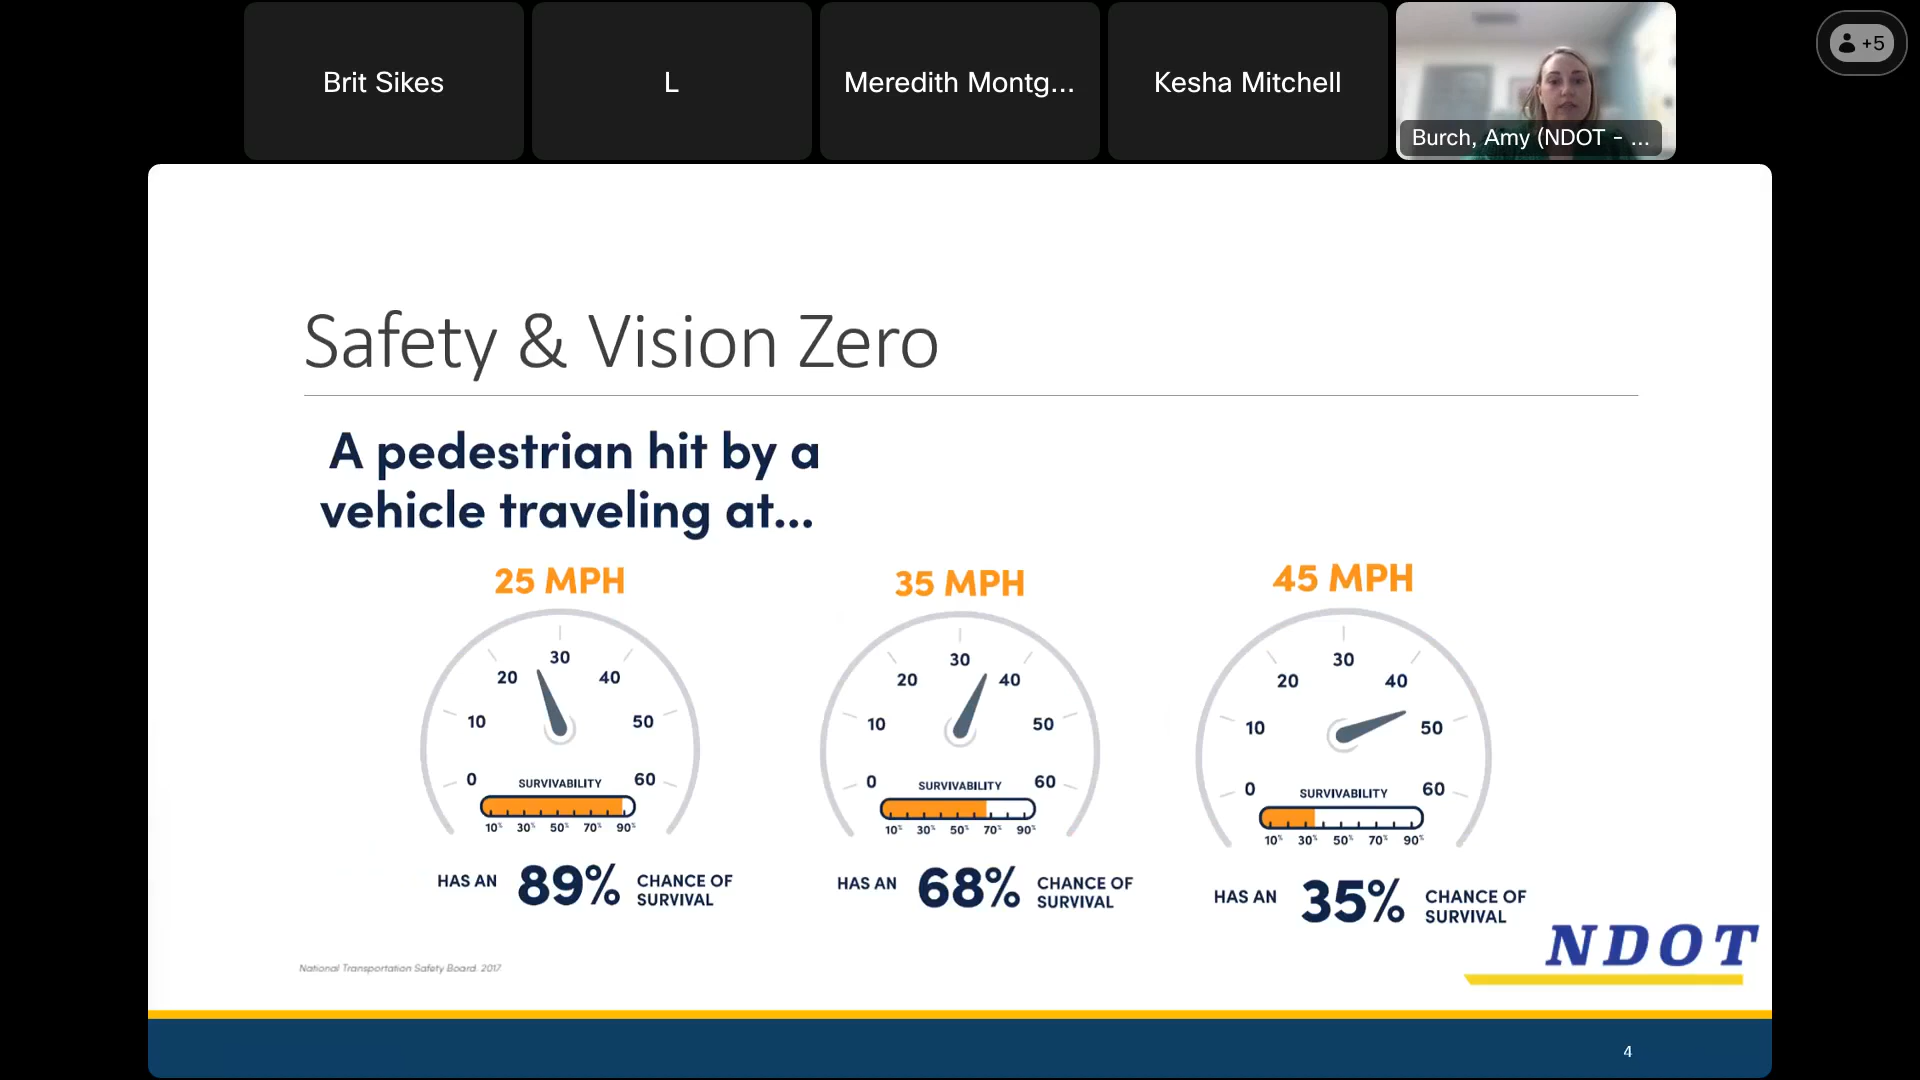 Brit Sikes
L
Meredith Montg...
Kesha Mitchell
Burch, Amy (NDOT - ...
+5
Safety & Vision Zero
A pedestrian hit by a
vehicle traveling at...
25 MPH
0 10 20 30 40 50 60
SURVIVABILITY
10% 30% 50% 70% 90%
HAS AN 89% CHANCE OF
SURVIVAL
35 MPH
0 10 20 30 40 50 60
SURVIVABILITY
10% 30% 50% 70% 90%
HAS AN 68% CHANCE OF
SURVIVAL
45 MPH
0 10 20 30 40 50 60
SURVIVABILITY
10% 30% 50% 70% 90%
HAS AN 35% CHANCE OF
SURVIVAL
National Transportation Safety Board. 2017
NDOT
4